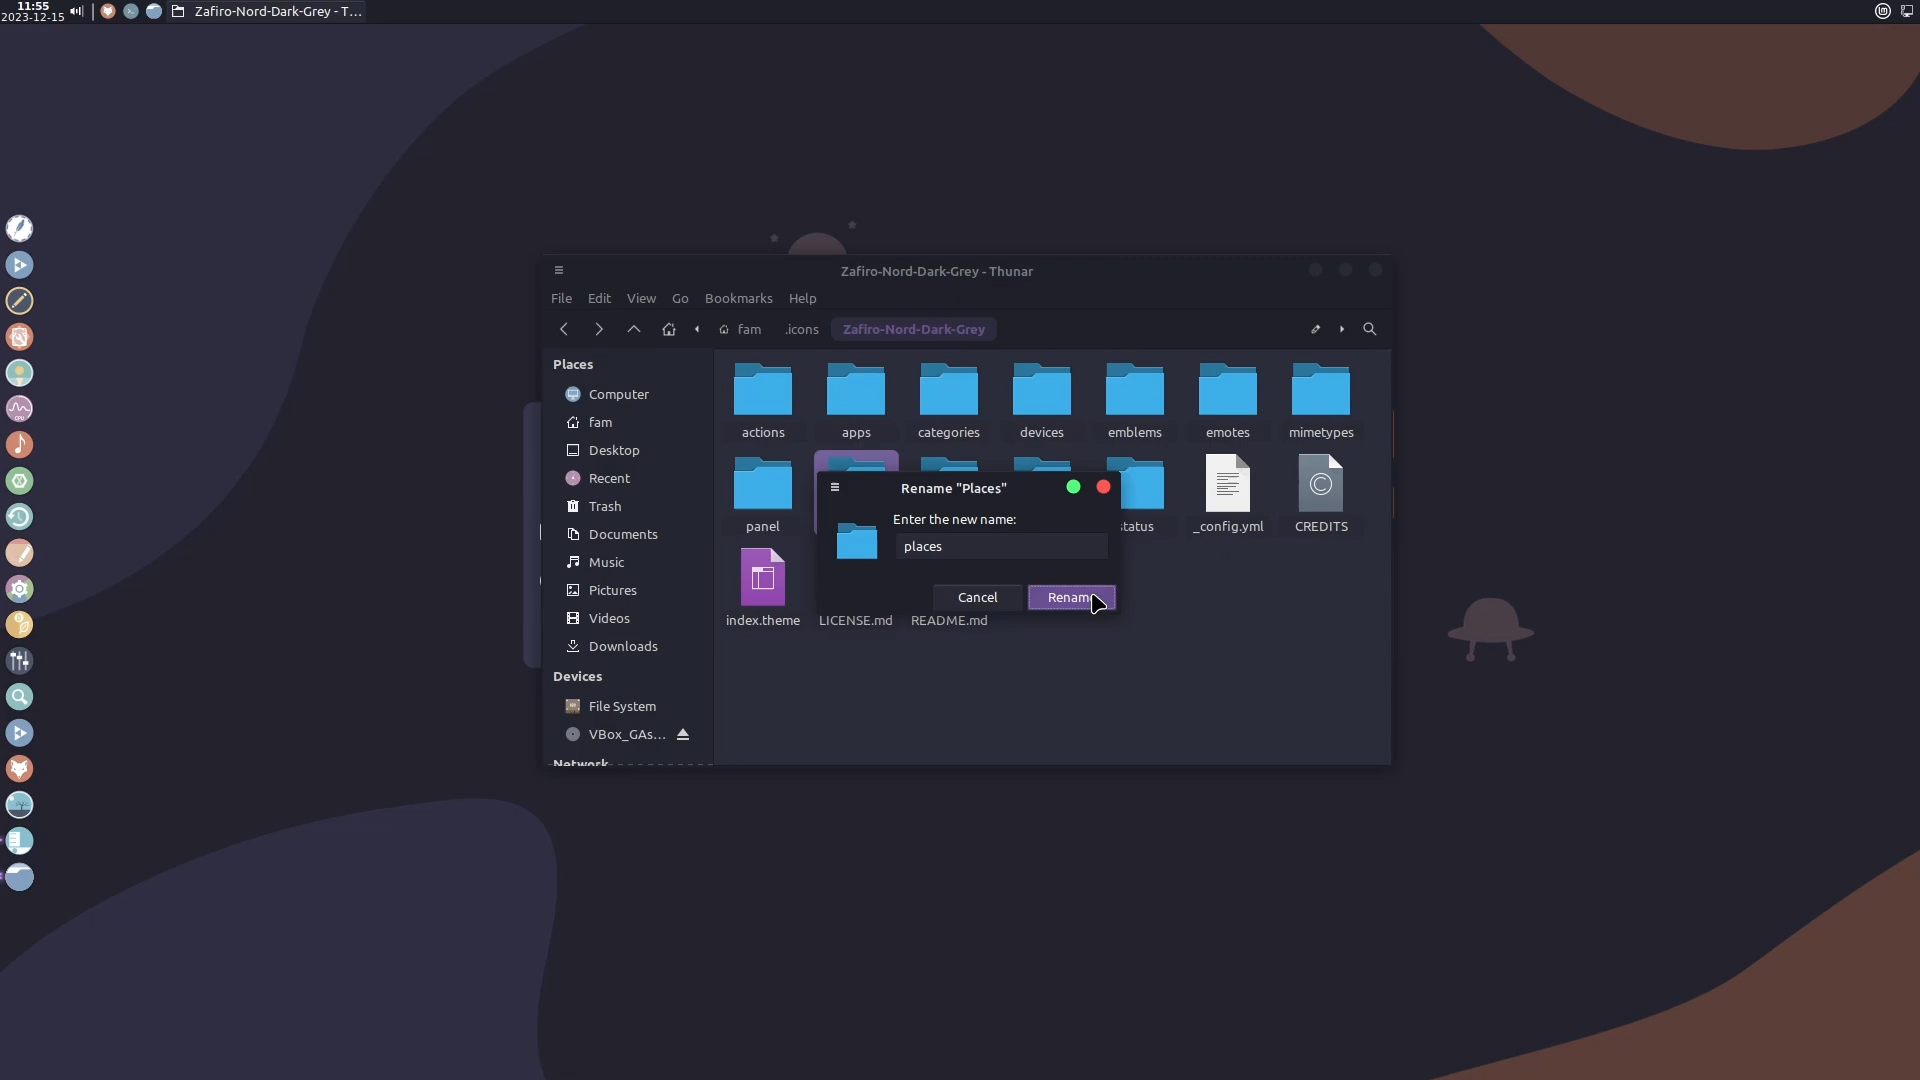 11:55
2023-12-15
Zafiro-Nord-Dark-Grey - T...
Zafiro-Nord-Dark-Grey - Thunar
File Edit View Go Bookmarks Help
fam .icons Zafiro-Nord-Dark-Grey
Places
Computer
fam
Desktop
Recent
Trash
Documents
Music
Pictures
Videos
Downloads
Devices
File System
VBox_GAs...
Network
actions apps categories devices emblems emotes mimetypes
panel status _config.yml CREDITS
index.theme LICENSE.md README.md
Rename "Places"
Enter the new name:
places
Cancel Rename